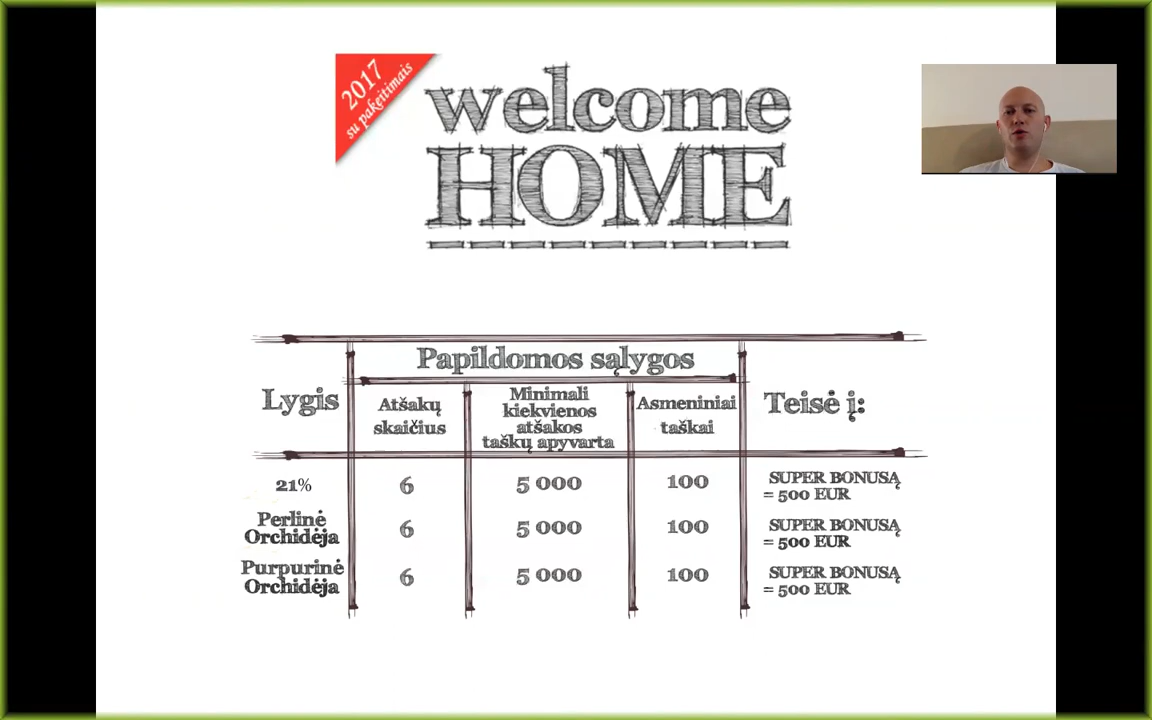 2017
su pakeitimais
welcome
HOME
Papildomos sąlygos
Lygis
Atšakų
skaičius
Minimali
kiekvienos
atšakos
taškų apyvarta
Asmeniniai
taškai
Teisė į:
21%
6
5 000
100
SUPER BONUSĄ
= 500 EUR
Perlinė
Orchidėja
6
5 000
100
SUPER BONUSĄ
= 500 EUR
Purpurinė
Orchidėja
6
5 000
100
SUPER BONUSĄ
= 500 EUR